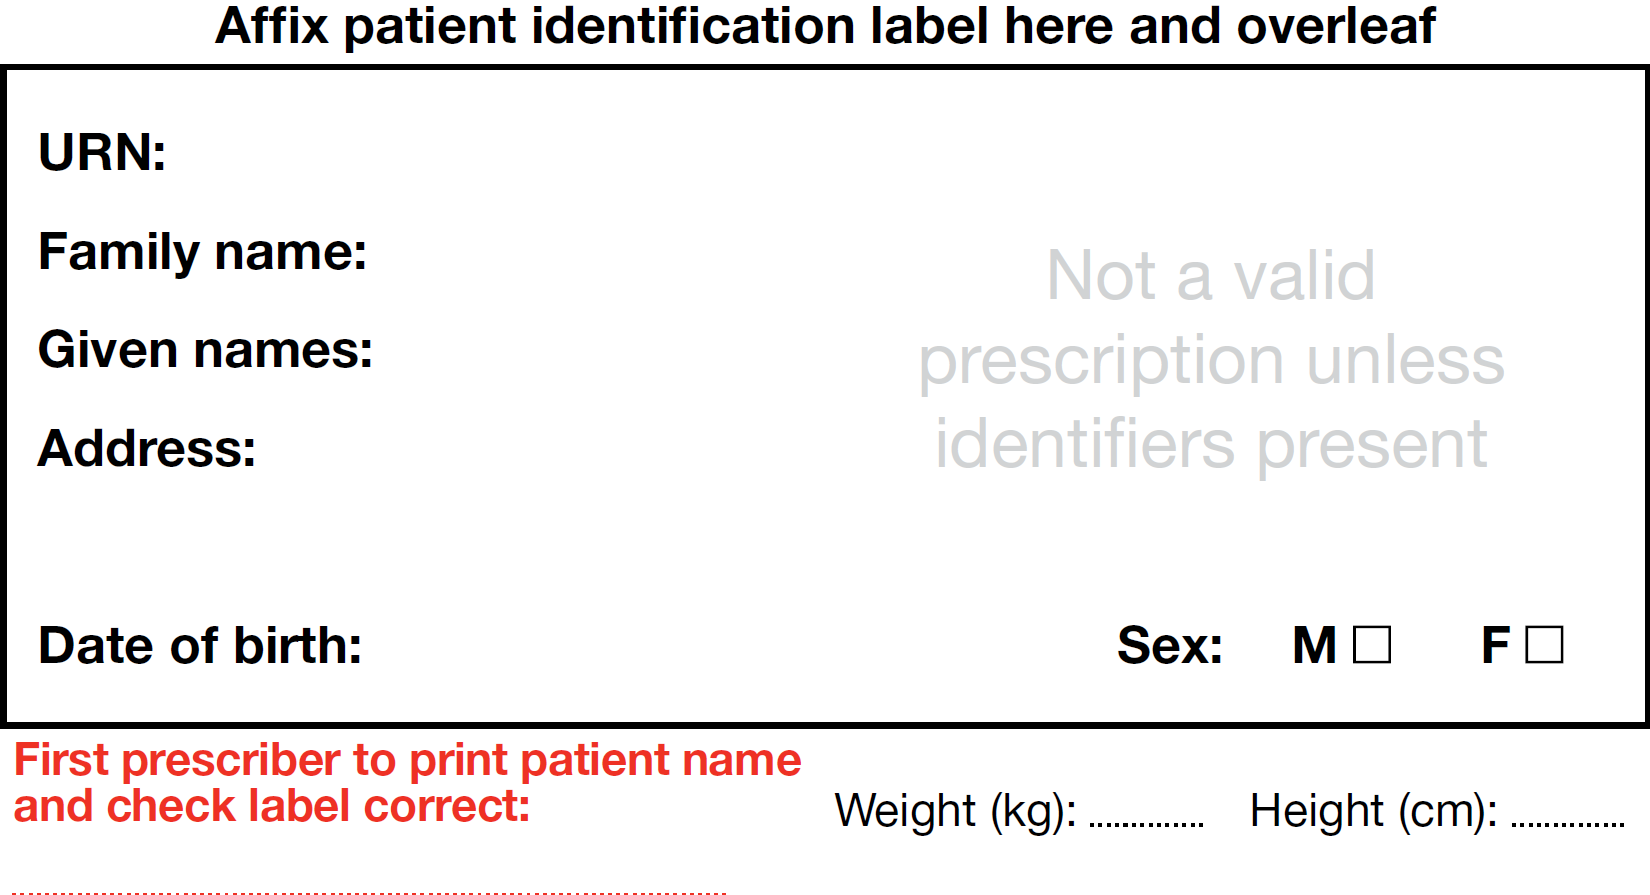 Affix patient identification label here and overleaf
URN:
Family name:
Given names:
Address:
Not a valid
prescription unless
identifiers present
Date of birth:
Sex: M □ F □
First prescriber to print patient name
and check label correct:
Weight (kg): ............ Height (cm): ............